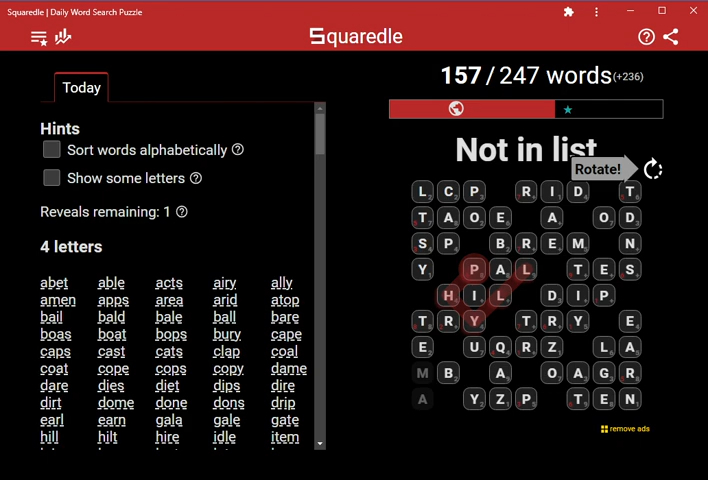 Squaredle | Daily Word Search Puzzle
Squaredle
157 / 247 words (+236)
Today
Not in list
Rotate!
Hints
Sort words alphabetically
Show some letters
Reveals remaining: 1
4 letters
abet able acts airy ally
amen apps area arid atop
bail bald bale ball bare
boas boat bops bury cape
caps cast cats clap coal
coat cope cops copy dame
dare dies diet dips dire
dirt dome done dons drip
earl earn gala gale gate
hill hilt hire idle item
L C P R I D T
T A O E A O D
S P B R E M N
Y P A L T E S
H I L D I P
T R Y T R Y E
E U Q R Z L A
M B A O A G R
A Y Z P T E N
remove ads